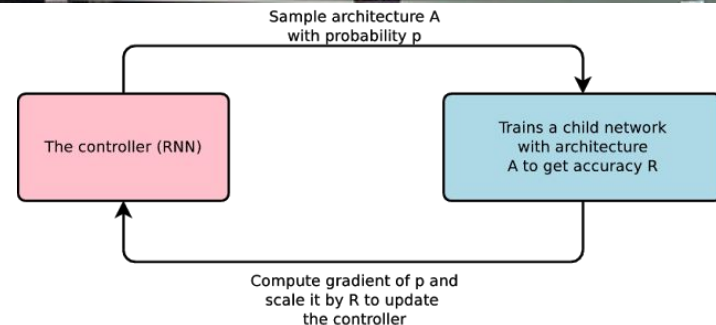 Sample architecture A
with probability p
The controller (RNN)
Trains a child network
with architecture
A to get accuracy R
Compute gradient of p and
scale it by R to update
the controller